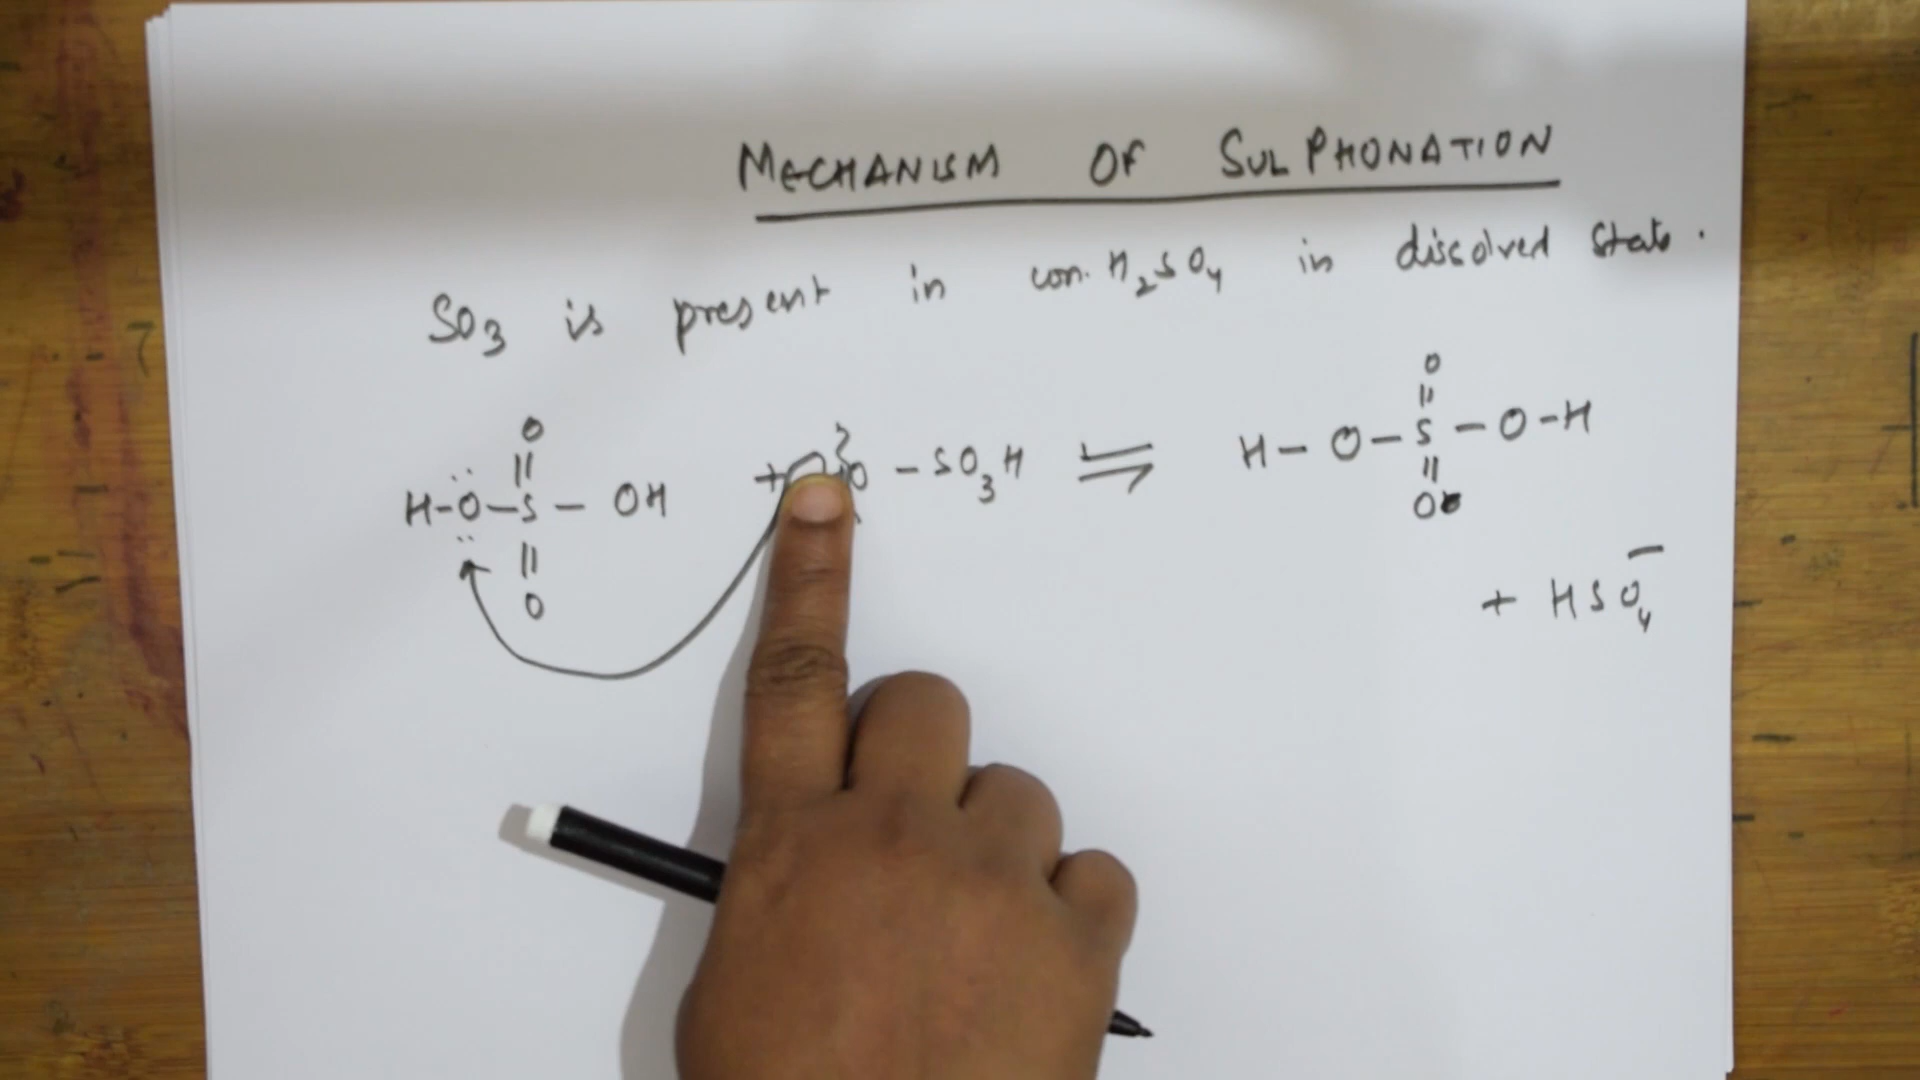 MECHANISM OF SULPHONATION
SO3 is present in con. H2SO4 in dissolved state.
O
||
H-O-S-OH + O-SO3H ⇌ H-O-S-O-H
||
O
O
||
||
O
+ HSO4⁻